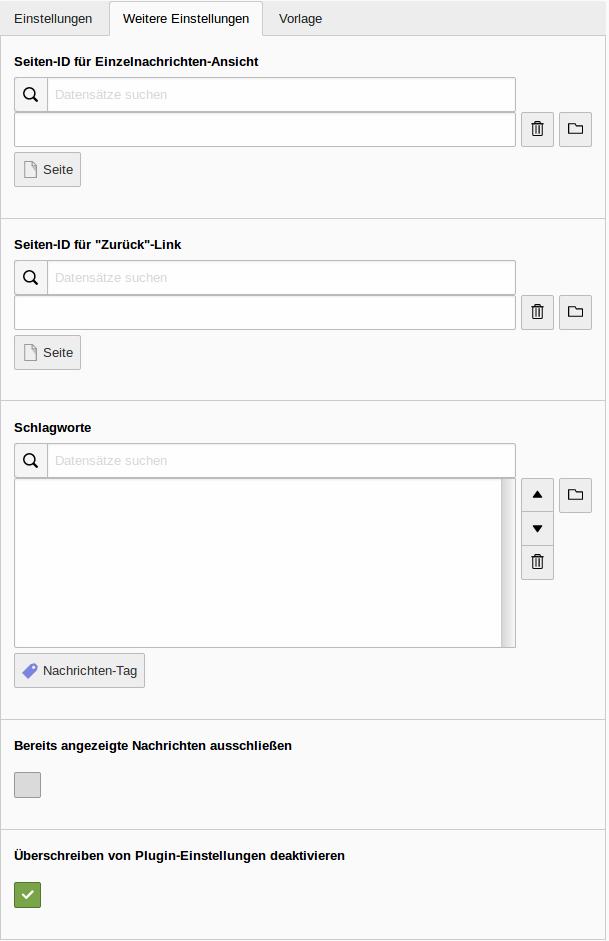 Einstellungen Weitere Einstellungen Vorlage
Seiten-ID für Einzelnachrichten-Ansicht
Datensätze suchen
Seite
Seiten-ID für "Zurück"-Link
Datensätze suchen
Seite
Schlagworte
Datensätze suchen
Nachrichten-Tag
Bereits angezeigte Nachrichten ausschließen
Überschreiben von Plugin-Einstellungen deaktivieren